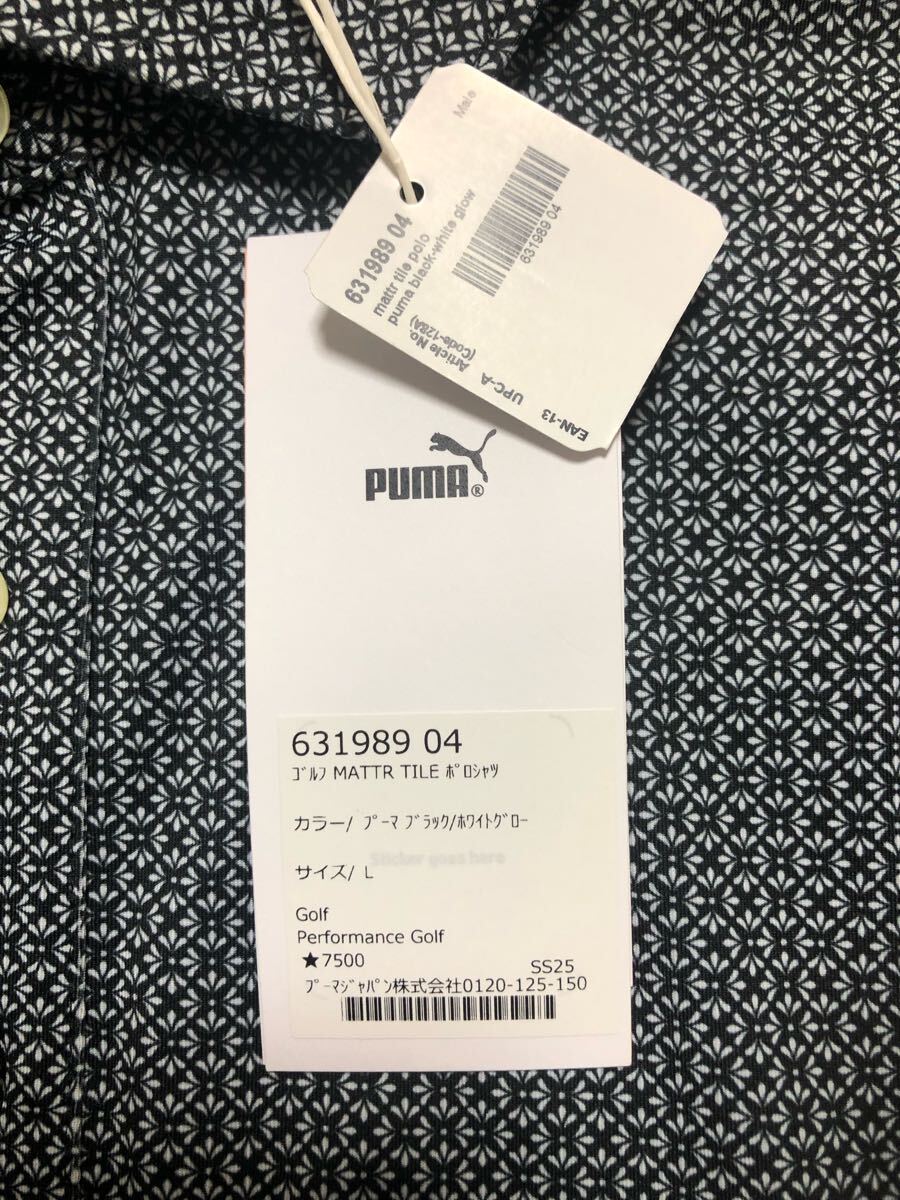 Male
631989 04
mattr tile polo
puma black-white glow
631989 04
Article No.
(Code-128A)
UPC-A
EAN-13
PUMA®
631989 04
ｺﾞﾙﾌ MATTR TILE ﾎﾟﾛｼｬﾂ
カラー/ ﾌﾟｰﾏ ﾌﾞﾗｯｸ/ﾎﾜｲﾄｸﾞﾛｰ
Sticker goes here
サイズ/ L
Golf
Performance Golf
★7500
SS25
ﾌﾟｰﾏｼﾞｬﾊﾟﾝ株式会社0120-125-150